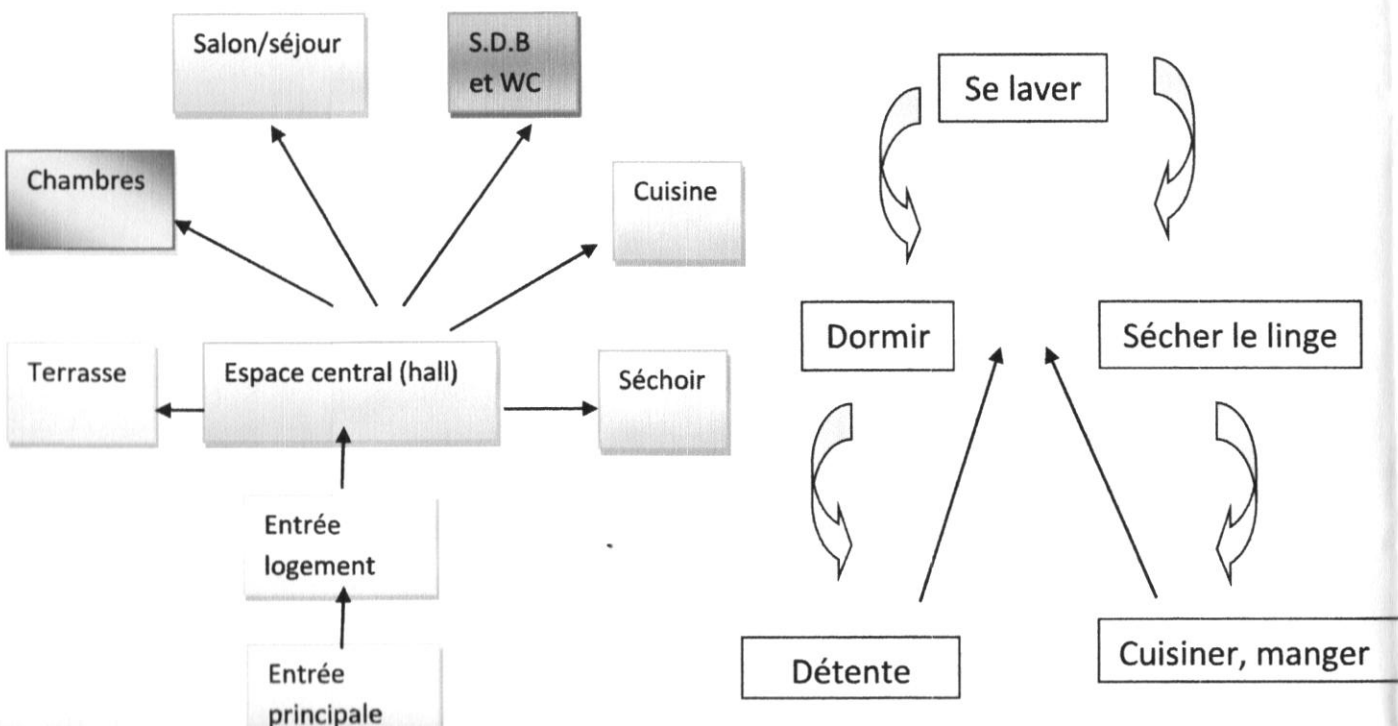 Salon/séjour
S.D.B
et WC
Chambres
Cuisine
Terrasse
Espace central (hall)
Séchoir
Entrée
logement
Entrée
principale
Se laver
Dormir
Sécher le linge
Détente
Cuisiner, manger